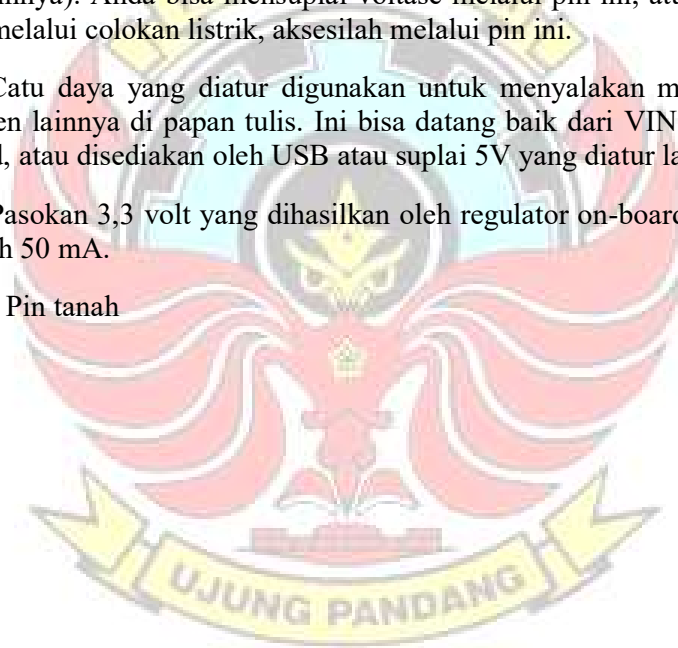 Anda bisa mensuplai voltase melalui pin ini, atau
melalui colokan listrik, aksesilah melalui pin ini.
Catu daya yang diatur digunakan untuk menyalakan
lainnya di papan tulis. Ini bisa datang baik dari VIN
atau disediakan oleh USB atau suplai 5V yang diatur
Pasokan 3,3 volt yang dihasilkan oleh regulator on-board
50 mA.
Pin tanah
UJUNG PANDANG